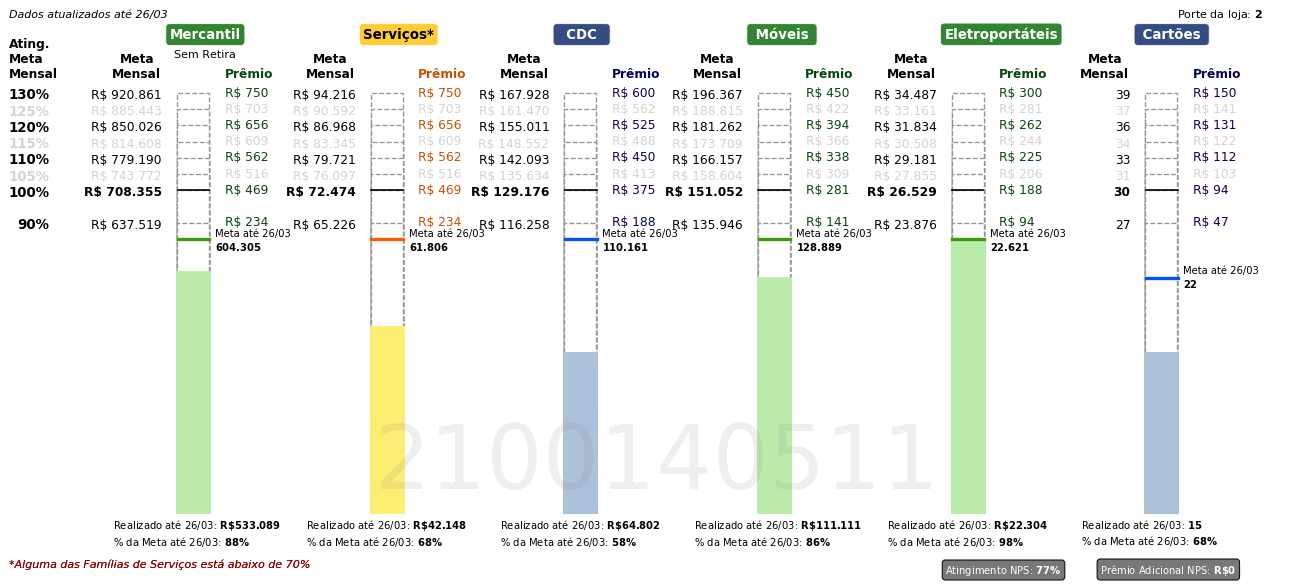 Dados atualizados até 26/03
Porte da loja: 2
Mercantil Serviços* CDC Móveis Eletroportáteis Cartões
Sem Retira
Ating. Meta Mensal
Meta Mensal Prêmio Meta Mensal Prêmio Meta Mensal Prêmio Meta Mensal Prêmio Meta Mensal Prêmio Meta Mensal Prêmio
130% R$ 920.861 R$ 750 R$ 94.216 R$ 750 R$ 167.928 R$ 600 R$ 196.367 R$ 450 R$ 34.487 R$ 300 39 R$ 150
125% R$ 885.443 R$ 703 R$ 90.592 R$ 703 R$ 161.470 R$ 562 R$ 188.815 R$ 422 R$ 33.161 R$ 281 37 R$ 141
120% R$ 850.026 R$ 656 R$ 86.968 R$ 656 R$ 155.011 R$ 525 R$ 181.262 R$ 394 R$ 31.834 R$ 262 36 R$ 131
115% R$ 814.608 R$ 609 R$ 83.345 R$ 609 R$ 148.552 R$ 488 R$ 173.709 R$ 366 R$ 30.508 R$ 244 34 R$ 122
110% R$ 779.190 R$ 562 R$ 79.721 R$ 562 R$ 142.093 R$ 450 R$ 166.157 R$ 338 R$ 29.181 R$ 225 33 R$ 112
105% R$ 743.772 R$ 516 R$ 76.097 R$ 516 R$ 135.634 R$ 413 R$ 158.604 R$ 309 R$ 27.855 R$ 206 31 R$ 103
100% R$ 708.355 R$ 469 R$ 72.474 R$ 469 R$ 129.176 R$ 375 R$ 151.052 R$ 281 R$ 26.529 R$ 188 30 R$ 94
90% R$ 637.519 R$ 234 R$ 65.226 R$ 234 R$ 116.258 R$ 188 R$ 135.946 R$ 141 R$ 23.876 R$ 94 27 R$ 47
Meta até 26/03 Meta até 26/03 Meta até 26/03 Meta até 26/03 Meta até 26/03
604.305 61.806 110.161 128.889 22.621
Meta até 26/03
22
2100140511
Realizado até 26/03: R$533.089 Realizado até 26/03: R$42.148 Realizado até 26/03: R$64.802 Realizado até 26/03: R$111.111 Realizado até 26/03: R$22.304 Realizado até 26/03: 15
% da Meta até 26/03: 88% % da Meta até 26/03: 68% % da Meta até 26/03: 58% % da Meta até 26/03: 86% % da Meta até 26/03: 98% % da Meta até 26/03: 68%
*Alguma das Famílias de Serviços está abaixo de 70%
Atingimento NPS: 77% Prêmio Adicional NPS: R$0